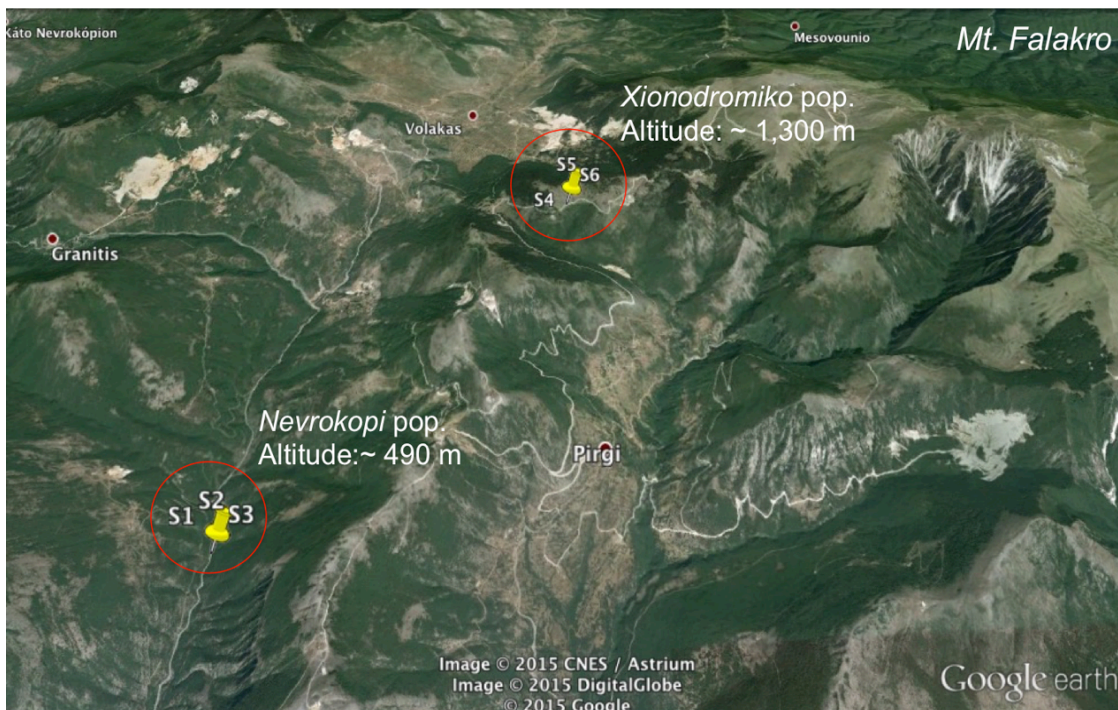 Káto Nevrokópion
Mesovounio
Mt. Falakro
Xionodromiko pop.
Altitude: ~ 1,300 m
Volakas
S5
S6
S4
Granitis
Nevrokopi pop.
Altitude:~ 490 m
Pirgi
S2
S1
S3
Image © 2015 CNES / Astrium
Image © 2015 DigitalGlobe
© 2015 Google
Google earth